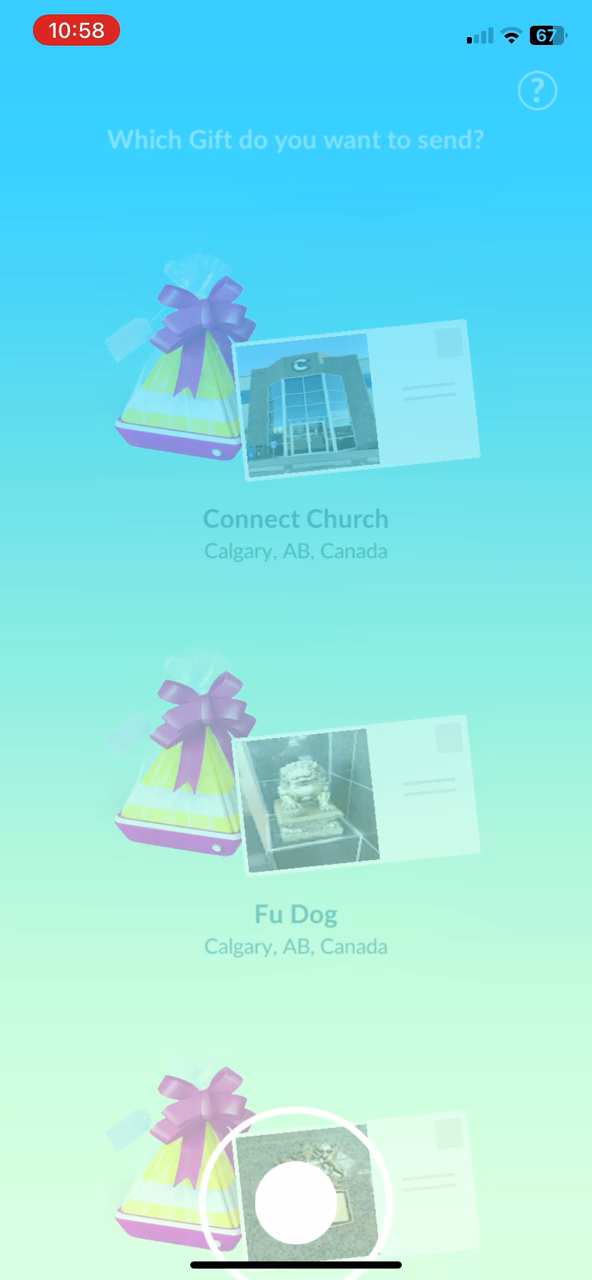 10:58
67
?
Which Gift do you want to send?
C
Connect Church
Calgary, AB, Canada
Fu Dog
Calgary, AB, Canada